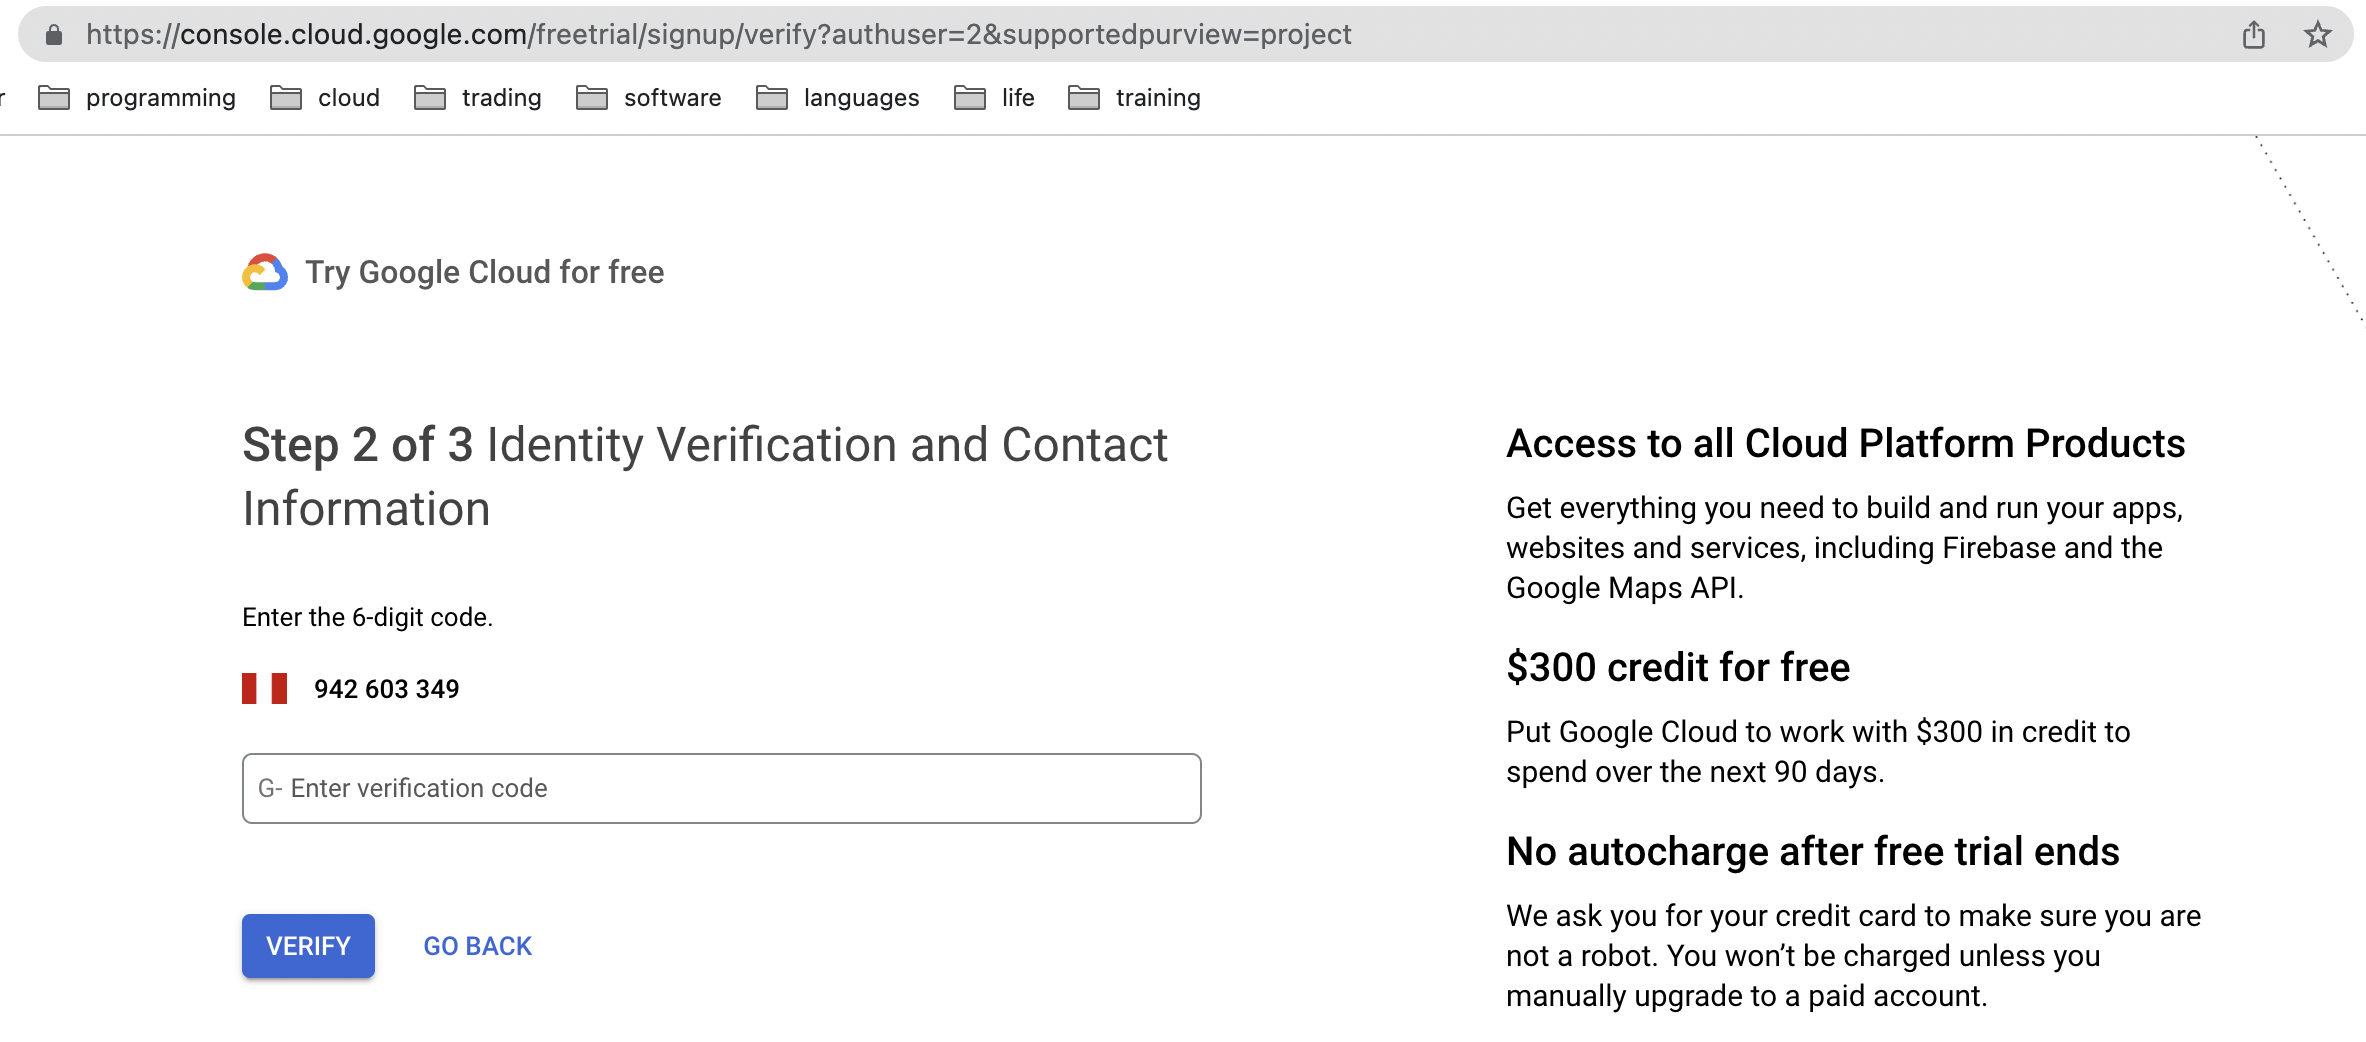 https://console.cloud.google.com/freetrial/signup/verify?authuser=2&supportedpurview=project
r programming cloud trading software languages life training
Try Google Cloud for free
Step 2 of 3 Identity Verification and Contact
Information
Enter the 6-digit code.
942 603 349
G- Enter verification code
VERIFY GO BACK
Access to all Cloud Platform Products
Get everything you need to build and run your apps,
websites and services, including Firebase and the
Google Maps API.
$300 credit for free
Put Google Cloud to work with $300 in credit to
spend over the next 90 days.
No autocharge after free trial ends
We ask you for your credit card to make sure you are
not a robot. You won’t be charged unless you
manually upgrade to a paid account.